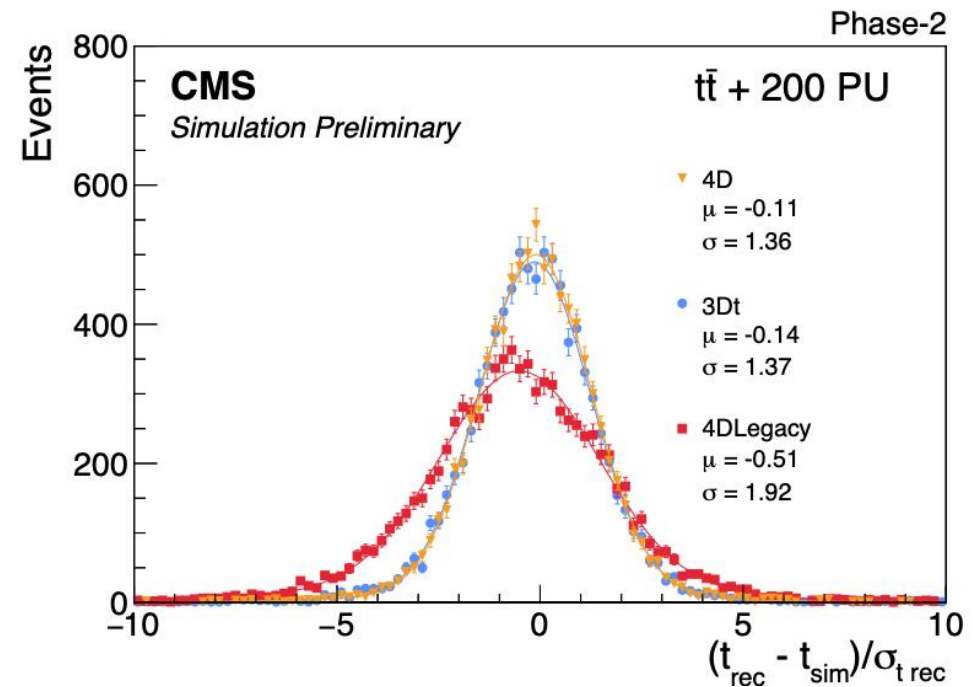 Phase-2
Events
800
600
400
200
0
CMS
Simulation Preliminary
tt̄ + 200 PU
4D
μ = -0.11
σ = 1.36
3Dt
μ = -0.14
σ = 1.37
4DLegacy
μ = -0.51
σ = 1.92
−10 −5 0 5 10
(t_rec - t_sim)/σ_t rec